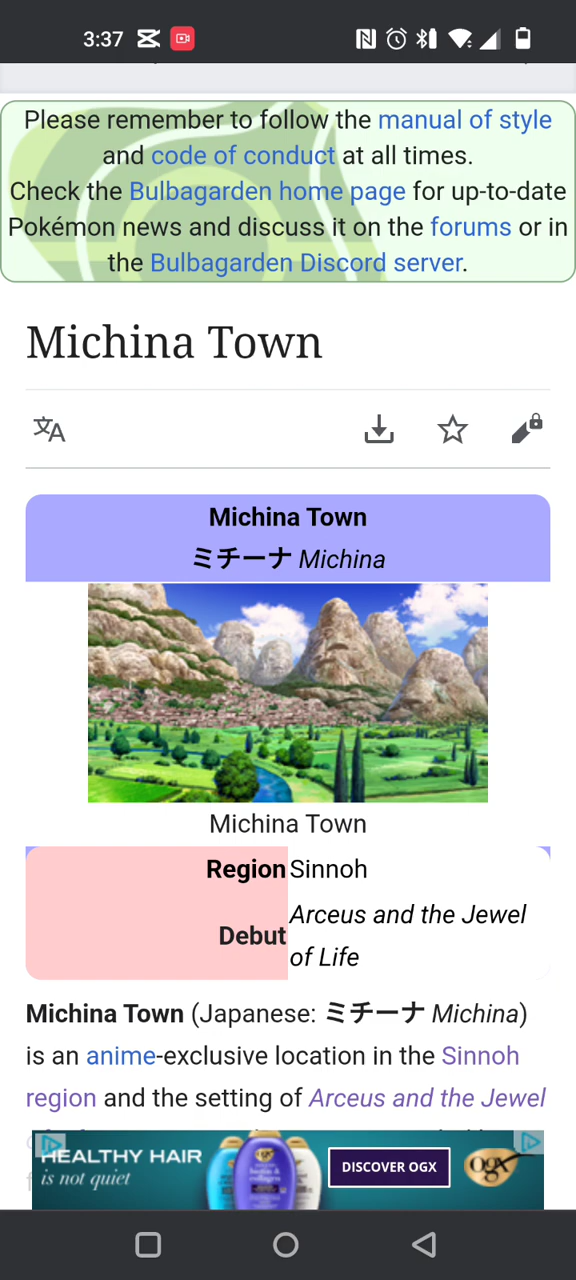 3:37
Please remember to follow the manual of style
and code of conduct at all times.
Check the Bulbagarden home page for up-to-date
Pokémon news and discuss it on the forums or in
the Bulbagarden Discord server.
Michina Town
Michina Town
ミチーナ Michina
Michina Town
Region Sinnoh
Debut Arceus and the Jewel
of Life
Michina Town (Japanese: ミチーナ Michina)
is an anime-exclusive location in the Sinnoh
region and the setting of Arceus and the Jewel
HEALTHY HAIR
is not quiet
DISCOVER OGX
OGX